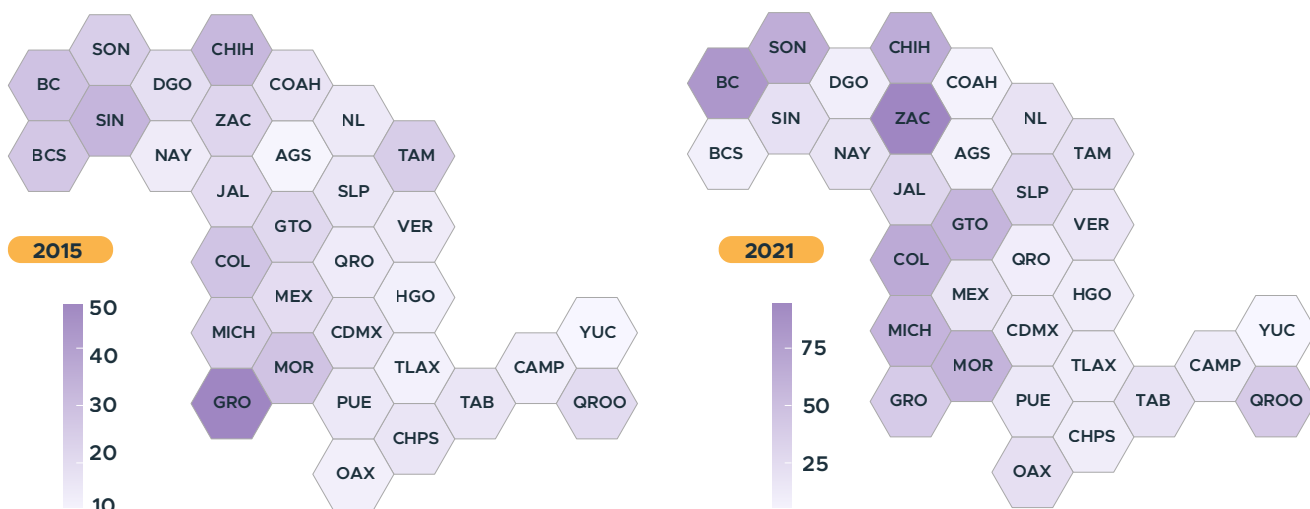 SON
CHIH
BC
DGO
COAH
SIN
ZAC
NL
BCS
NAY
AGS
TAM
JAL
SLP
GTO
VER
2015
COL
QRO
MEX
HGO
50
MICH
CDMX
YUC
40
MOR
TLAX
CAMP
30
GRO
PUE
TAB
QROO
20
CHPS
OAX
10
SON
CHIH
BC
DGO
COAH
SIN
ZAC
NL
BCS
NAY
AGS
TAM
JAL
SLP
GTO
VER
2021
COL
QRO
MEX
HGO
MICH
CDMX
YUC
75
MOR
TLAX
CAMP
50
GRO
PUE
TAB
QROO
CHPS
25
OAX